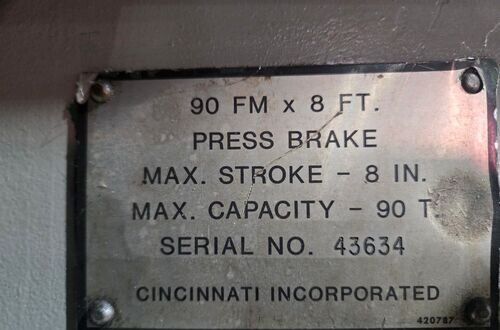 90 FM x 8 FT.
PRESS BRAKE
MAX. STROKE - 8 IN.
MAX. CAPACITY - 90 T.
SERIAL NO. 43634
CINCINNATI INCORPORATED
420787